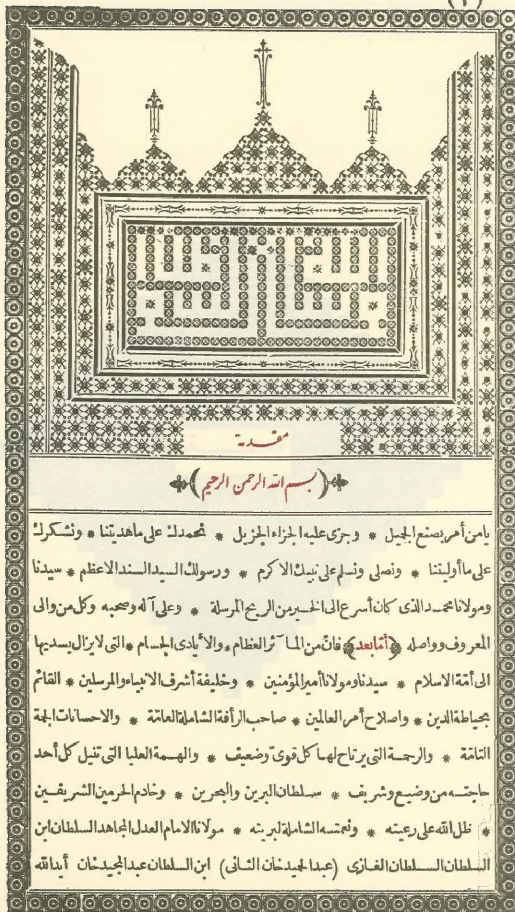 (٢)
مقدمة
﴿بسم الله الرحمن الرحيم﴾
يامن أمر بصنع الجميل * وجزى عليه الجزاء الجزيل * نحمدك على ماهديتنا * ونشكرك
على ماأوليتنا * ونصلى ونسلم على نبيك الاكرم * ورسولك السيد السند الاعظم * سيدنا
ومولانا محمد الذى كان أسرع الى الخير من الريح المرسلة * وعلى آله وصحبه وكل من والى
المعروف وواصله ﴿أمابعد﴾ فان من المآثر العظام * والأيادى الجسام * التى لايزال يسديها
الى أمة الاسلام * سيدنا ومولانا أمير المؤمنين * وخليفة أشرف الانبياء والمرسلين * القائم
بحياطة الدين * واصلاح أمر العالمين * صاحب الرأفة الشاملة العامة * والاحسانات الجمة
التامة * والرحمة التى يرتاح لها كل قوى وضعيف * والهمة العليا التى تنيل كل أحد
حاجته من وضيع وشريف * سلطان البرين والبحرين * وخادم الحرمين الشريفين
* ظل الله على رعيته * ونعمته الشاملة لبريته * مولانا الامام العدل المجاهد السلطان ابن
السلطان السلطان الغازى (عبد الحميد خان الثانى) ابن السلطان عبد المجيد خان أيد الله